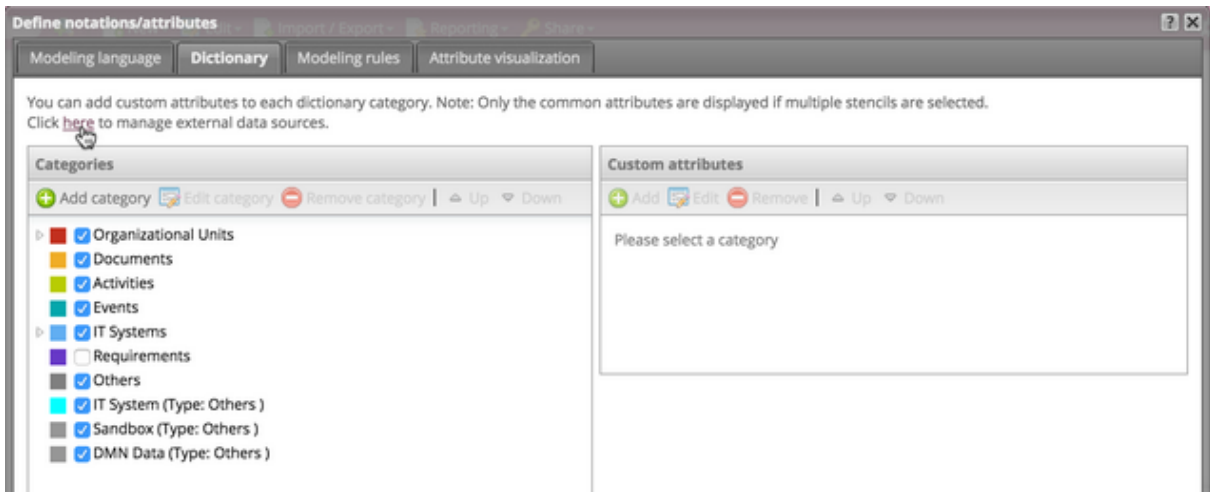 Define notations/attributes
Import / Export
Reporting
Share
?
Modeling language Dictionary Modeling rules Attribute visualization
You can add custom attributes to each dictionary category. Note: Only the common attributes are displayed if multiple stencils are selected.
Click here to manage external data sources.
Categories
Add category Edit category Remove category | Up Down
Organizational Units
Documents
Activities
Events
IT Systems
Requirements
Others
IT System (Type: Others )
Sandbox (Type: Others )
DMN Data (Type: Others )
Custom attributes
Add Edit Remove | Up Down
Please select a category